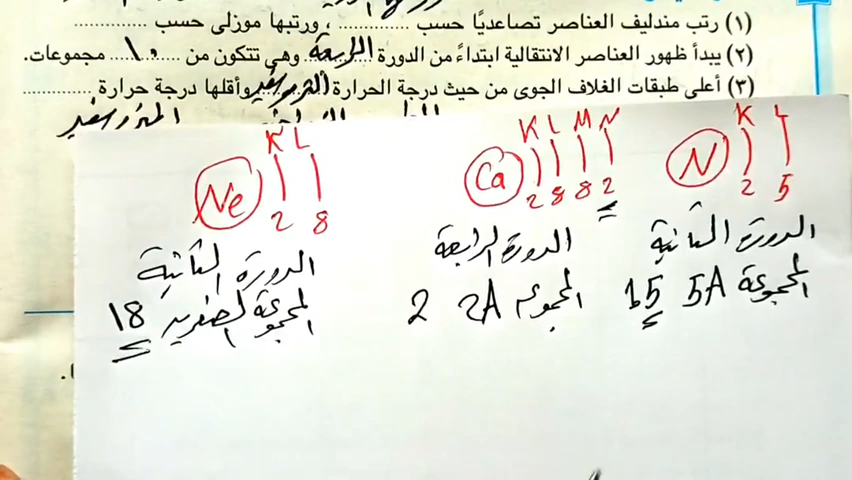 (١) رتب مندليف العناصر تصاعديًا حسب .............. ، ورتبها موزلى حسب ..............
(٢) يبدأ ظهور العناصر الانتقالية ابتداءً من الدورة الرابعة وهى تتكون من ١٠ مجموعات.
(٣) أعلى طبقات الغلاف الجوى من حيث درجة الحرارة الثرموسفير وأقلها درجة حرارة ..............
الميزوسفير
N K L 2 5
الدورة الثانية
المجموعة 5A 15
Ca K L M N 2 8 8 2
الدورة الرابعة
المجموعة 2A 2
Ne K L 2 8
الدورة الثانية
المجموعة الصفرية 18